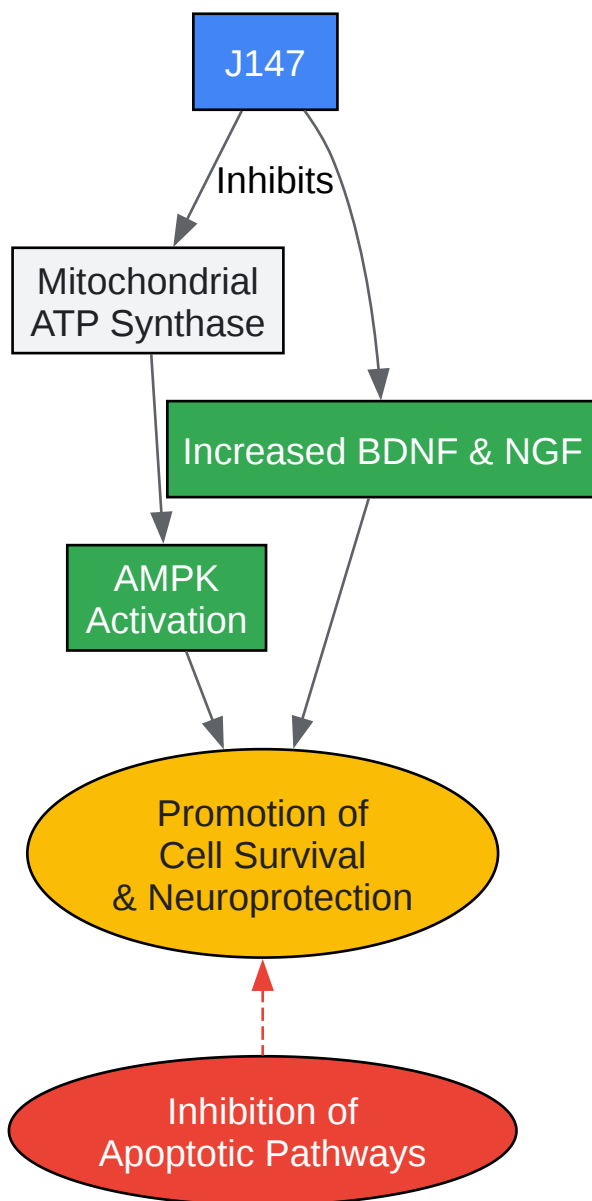 J147
Inhibits
Mitochondrial
ATP Synthase
Increased BDNF & NGF
AMPK
Activation
Promotion of
Cell Survival
& Neuroprotection
Inhibition of
Apoptotic Pathways